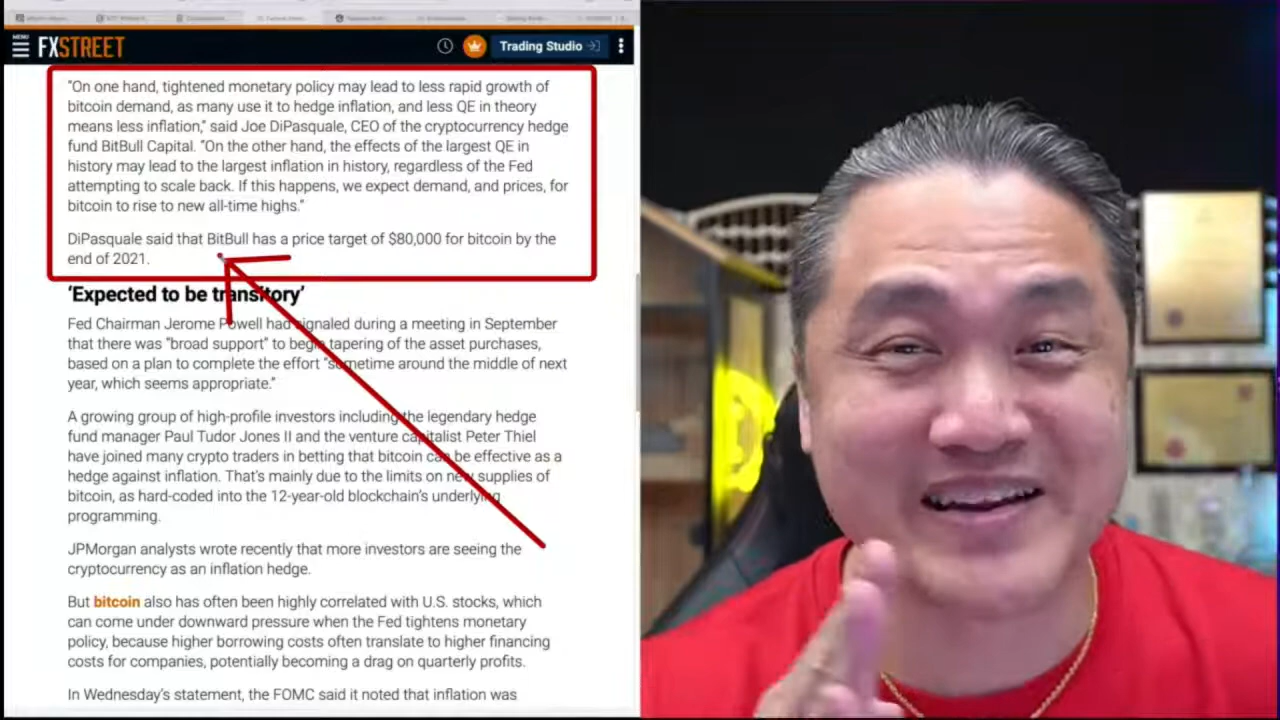 MENU
FXSTREET
Trading Studio
“On one hand, tightened monetary policy may lead to less rapid growth of
bitcoin demand, as many use it to hedge inflation, and less QE in theory
means less inflation,” said Joe DiPasquale, CEO of the cryptocurrency hedge
fund BitBull Capital. “On the other hand, the effects of the largest QE in
history may lead to the largest inflation in history, regardless of the Fed
attempting to scale back. If this happens, we expect demand, and prices, for
bitcoin to rise to new all-time highs.”
DiPasquale said that BitBull has a price target of $80,000 for bitcoin by the
end of 2021.
‘Expected to be transitory’
Fed Chairman Jerome Powell had signaled during a meeting in September
that there was “broad support” to begin tapering of the asset purchases,
based on a plan to complete the effort “sometime around the middle of next
year, which seems appropriate.”
A growing group of high-profile investors including the legendary hedge
fund manager Paul Tudor Jones II and the venture capitalist Peter Thiel
have joined many crypto traders in betting that bitcoin can be effective as a
hedge against inflation. That’s mainly due to the limits on new supplies of
bitcoin, as hard-coded into the 12-year-old blockchain’s underlying
programming.
JPMorgan analysts wrote recently that more investors are seeing the
cryptocurrency as an inflation hedge.
But bitcoin also has often been highly correlated with U.S. stocks, which
can come under downward pressure when the Fed tightens monetary
policy, because higher borrowing costs often translate to higher financing
costs for companies, potentially becoming a drag on quarterly profits.
In Wednesday’s statement, the FOMC said it noted that inflation was